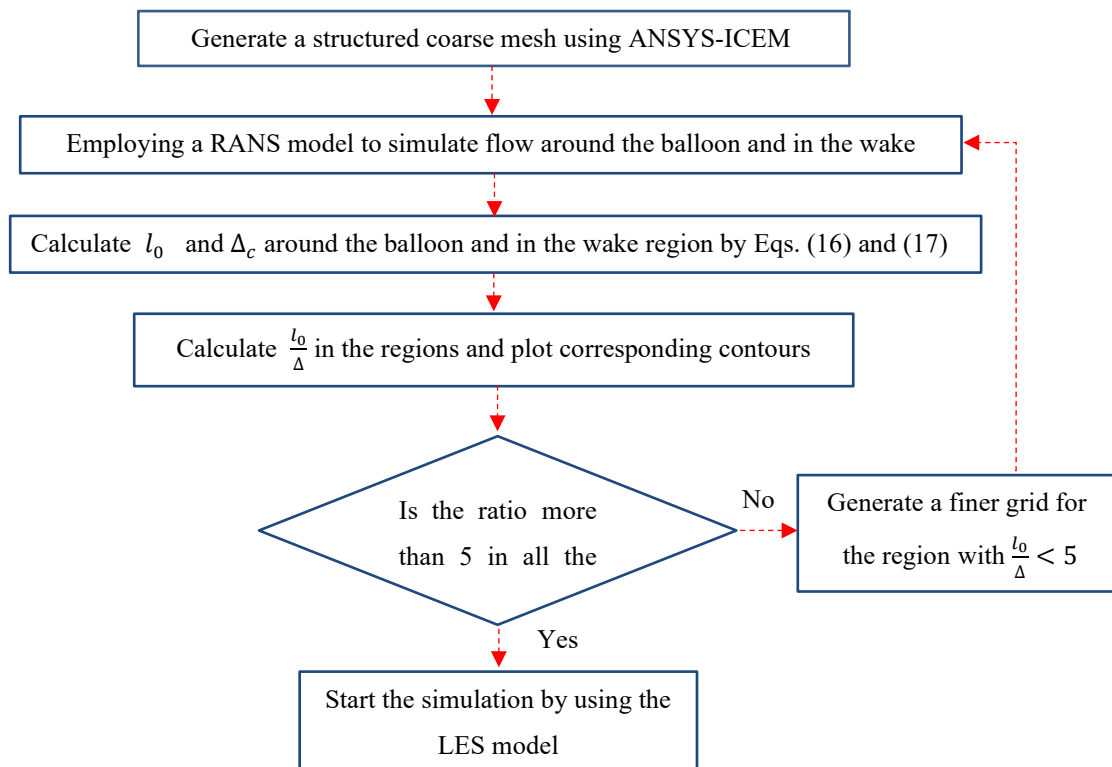 Generate a structured coarse mesh using ANSYS-ICEM
Employing a RANS model to simulate flow around the balloon and in the wake
Calculate l₀ and Δ_c around the balloon and in the wake region by Eqs. (16) and (17)
Calculate l₀/Δ in the regions and plot corresponding contours
Is the ratio more
than 5 in all the
No
Generate a finer grid for
the region with l₀/Δ < 5
Yes
Start the simulation by using the
LES model